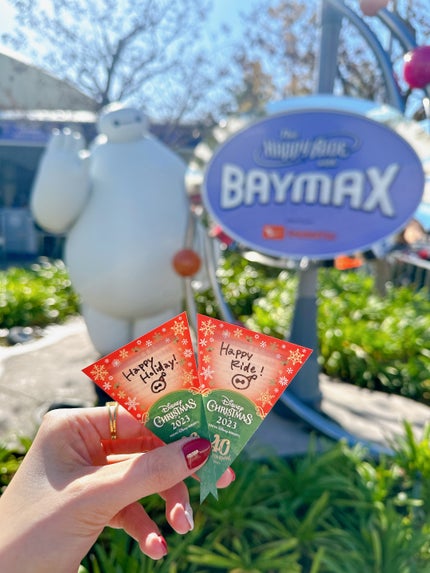 The
Happy Ride
with
BAYMAX
Happy
Holiday!
Happy
Ride!
Disney
CHRISTMAS
2023
Disney
CHRISTMAS
2023
40